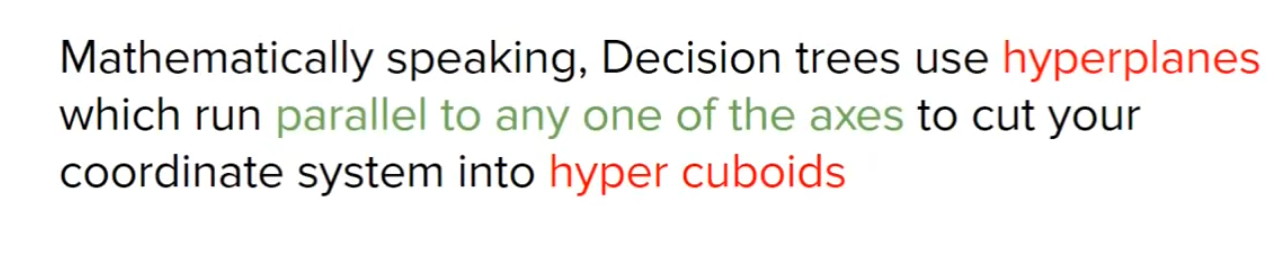 Mathematically speaking, Decision trees use hyperplanes
which run parallel to any one of the axes to cut your
coordinate system into hyper cuboids